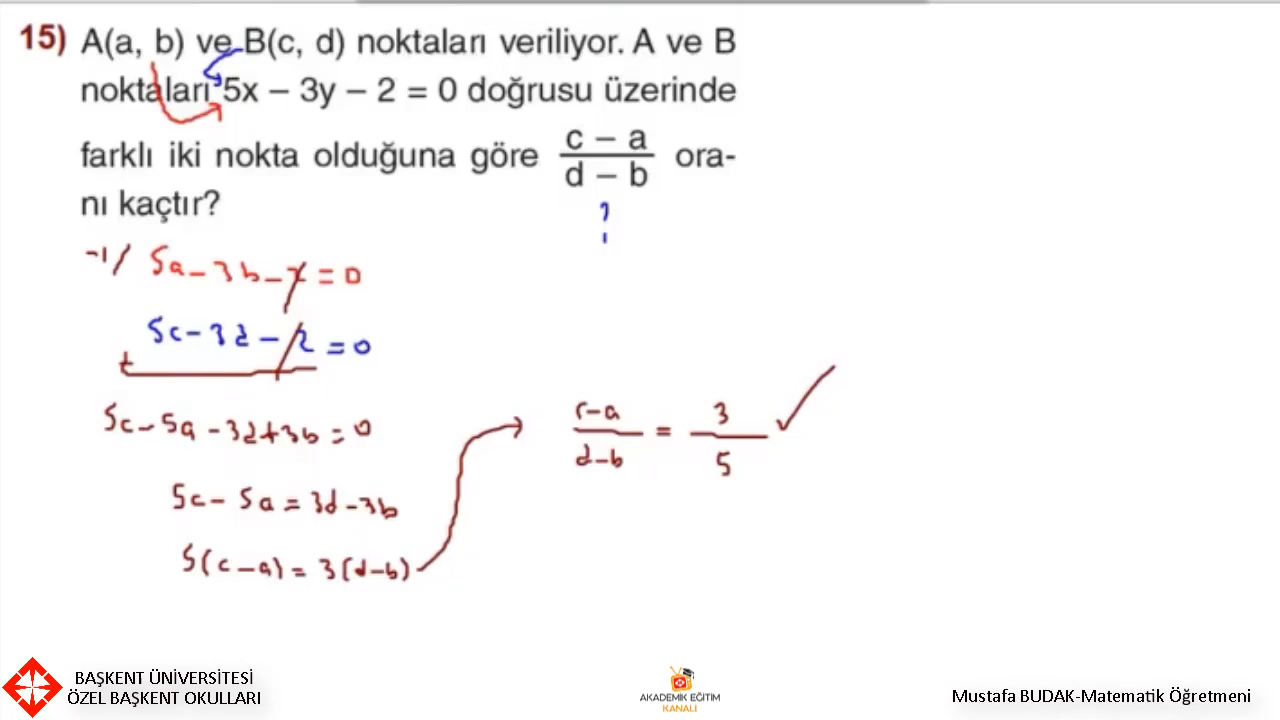 15) A(a, b) ve B(c, d) noktaları veriliyor. A ve B
noktaları 5x – 3y – 2 = 0 doğrusu üzerinde
farklı iki nokta olduğuna göre c – a / d – b ora-
nı kaçtır?
?
-1/ 5a - 3b - 2 = 0
5c - 3d - 2 = 0
+
5c - 5a - 3d + 3b = 0
c-a / d-b = 3 / 5
5c - 5a = 3d - 3b
5(c-a) = 3(d-b)
BAŞKENT ÜNİVERSİTESİ
ÖZEL BAŞKENT OKULLARI
AKADEMİK EĞİTİM
KANALI
Mustafa BUDAK-Matematik Öğretmeni